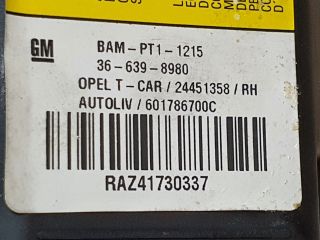 GM
BAM-PT1-1215
36-639-8980
OPEL T-CAR/24451358/RH
AUTOLIV/601786700C
RAZ41730337